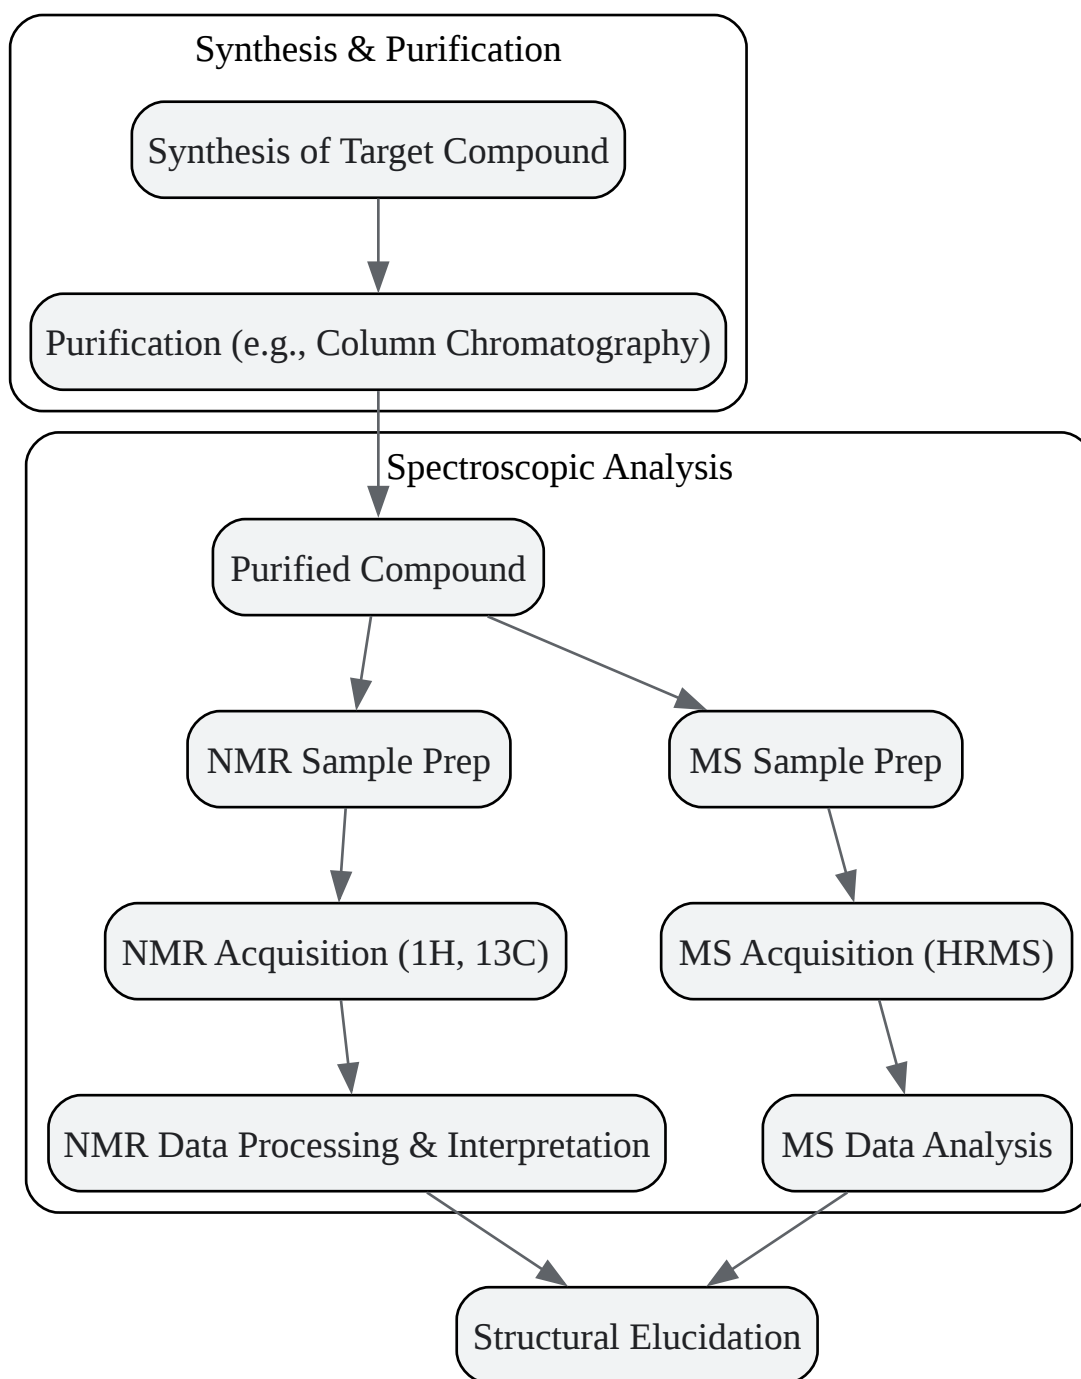 Synthesis & Purification
Synthesis of Target Compound
Purification (e.g., Column Chromatography)
Spectroscopic Analysis
Purified Compound
NMR Sample Prep
MS Sample Prep
NMR Acquisition (1H, 13C)
MS Acquisition (HRMS)
NMR Data Processing & Interpretation
MS Data Analysis
Structural Elucidation